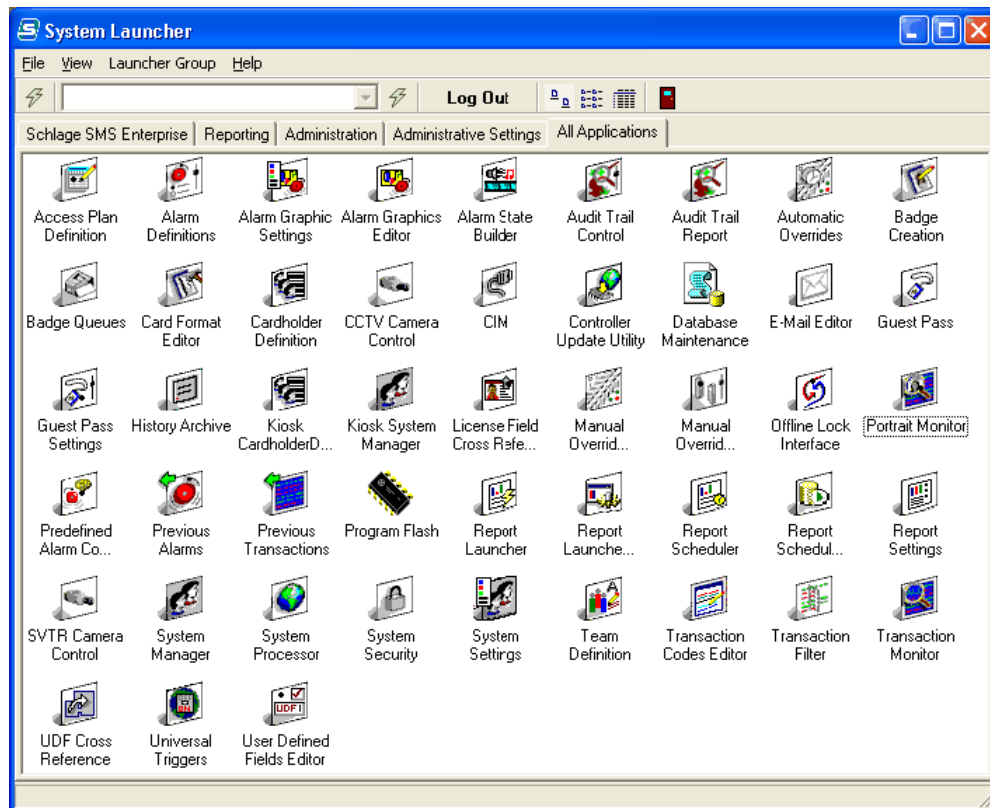 System Launcher
File View Launcher Group Help
Log Out
Schlage SMS Enterprise Reporting Administration Administrative Settings All Applications
Access Plan Definition
Alarm Definitions
Alarm Graphic Settings
Alarm Graphics Editor
Alarm State Builder
Audit Trail Control
Audit Trail Report
Automatic Overrides
Badge Creation
Badge Queues
Card Format Editor
Cardholder Definition
CCTV Camera Control
CIM
Controller Update Utility
Database Maintenance
E-Mail Editor
Guest Pass
Guest Pass Settings
History Archive
Kiosk CardholderD...
Kiosk System Manager
License Field Cross Refe...
Manual Overrid...
Manual Overrid...
Offline Lock Interface
Portrait Monitor
Predefined Alarm Co...
Previous Alarms
Previous Transactions
Program Flash
Report Launcher
Report Launche...
Report Scheduler
Report Schedul...
Report Settings
SVTR Camera Control
System Manager
System Processor
System Security
System Settings
Team Definition
Transaction Codes Editor
Transaction Filter
Transaction Monitor
UDF Cross Reference
Universal Triggers
User Defined Fields Editor